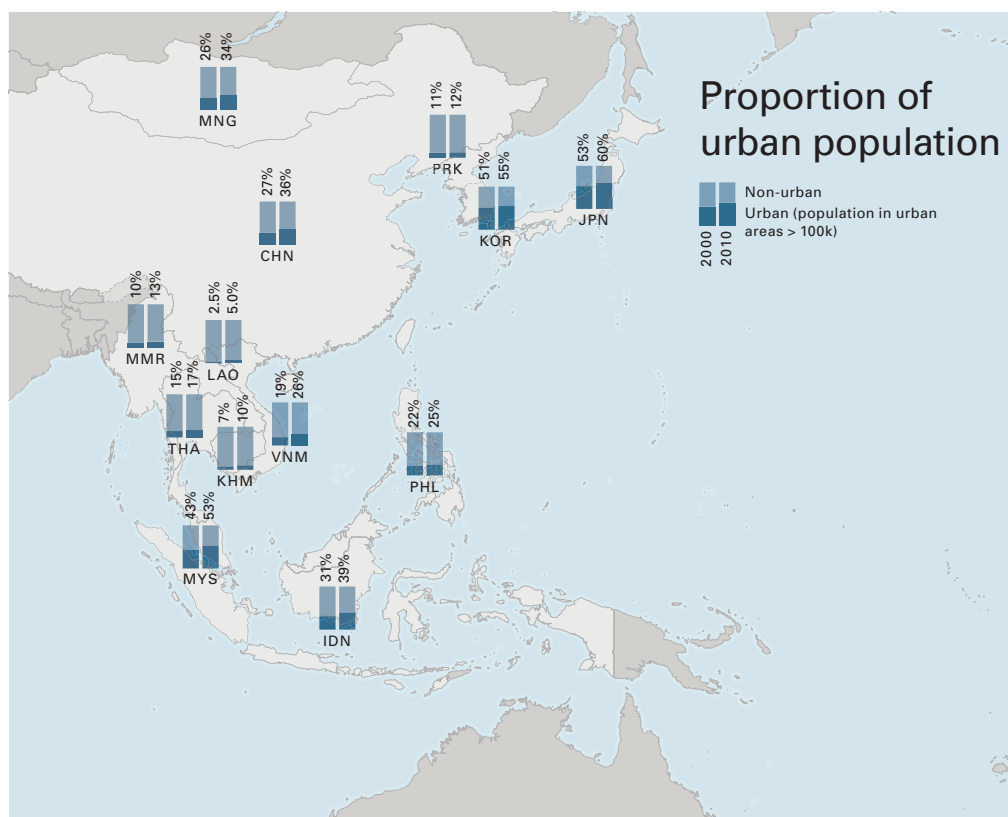 Proportion of
urban population
Non-urban
Urban (population in urban
areas > 100k)
2000
2010
26%
34%
MNG
11%
12%
PRK
51%
55%
KOR
53%
60%
JPN
27%
36%
CHN
10%
13%
MMR
2.5%
5.0%
LAO
15%
17%
THA
7%
10%
KHM
19%
26%
VNM
22%
25%
PHL
43%
53%
MYS
31%
39%
IDN